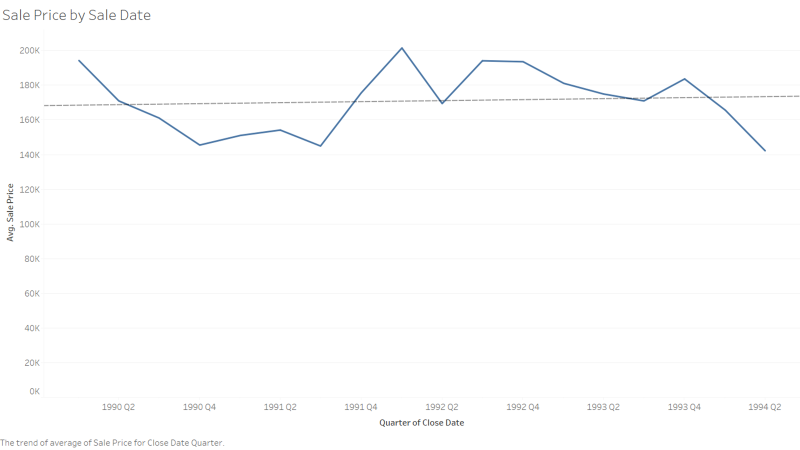 Sale Price by Sale Date
200K
180K
160K
140K
120K
100K
80K
60K
40K
20K
0K
Avg. Sale Price
1990 Q2
1990 Q4
1991 Q2
1991 Q4
1992 Q2
1992 Q4
1993 Q2
1993 Q4
1994 Q2
Quarter of Close Date
The trend of average of Sale Price for Close Date Quarter.